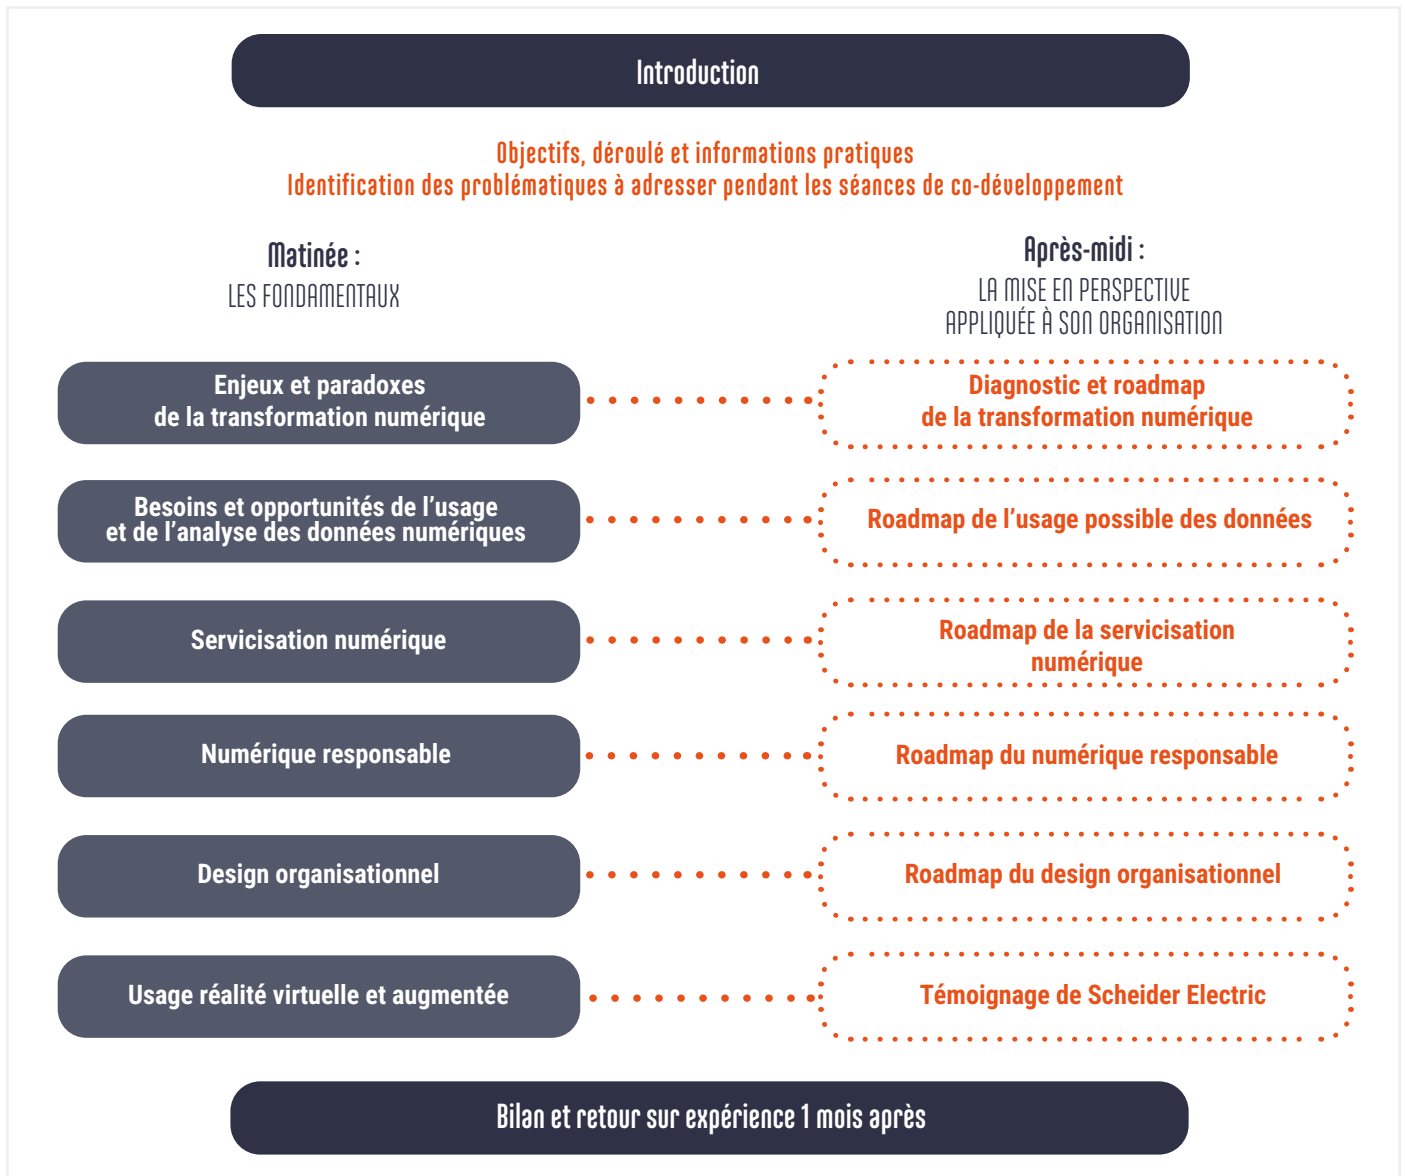 Introduction
Objectifs, déroulé et informations pratiques
Identification des problématiques à adresser pendant les séances de co-développement
Matinée :
LES FONDAMENTAUX
Après-midi :
LA MISE EN PERSPECTIVE
APPLIQUÉE À SON ORGANISATION
Enjeux et paradoxes
de la transformation numérique
Diagnostic et roadmap
de la transformation numérique
Besoins et opportunités de l’usage
et de l’analyse des données numériques
Roadmap de l’usage possible des données
Servicisation numérique
Roadmap de la servicisation
numérique
Numérique responsable
Roadmap du numérique responsable
Design organisationnel
Roadmap du design organisationnel
Usage réalité virtuelle et augmentée
Témoignage de Scheider Electric
Bilan et retour sur expérience 1 mois après